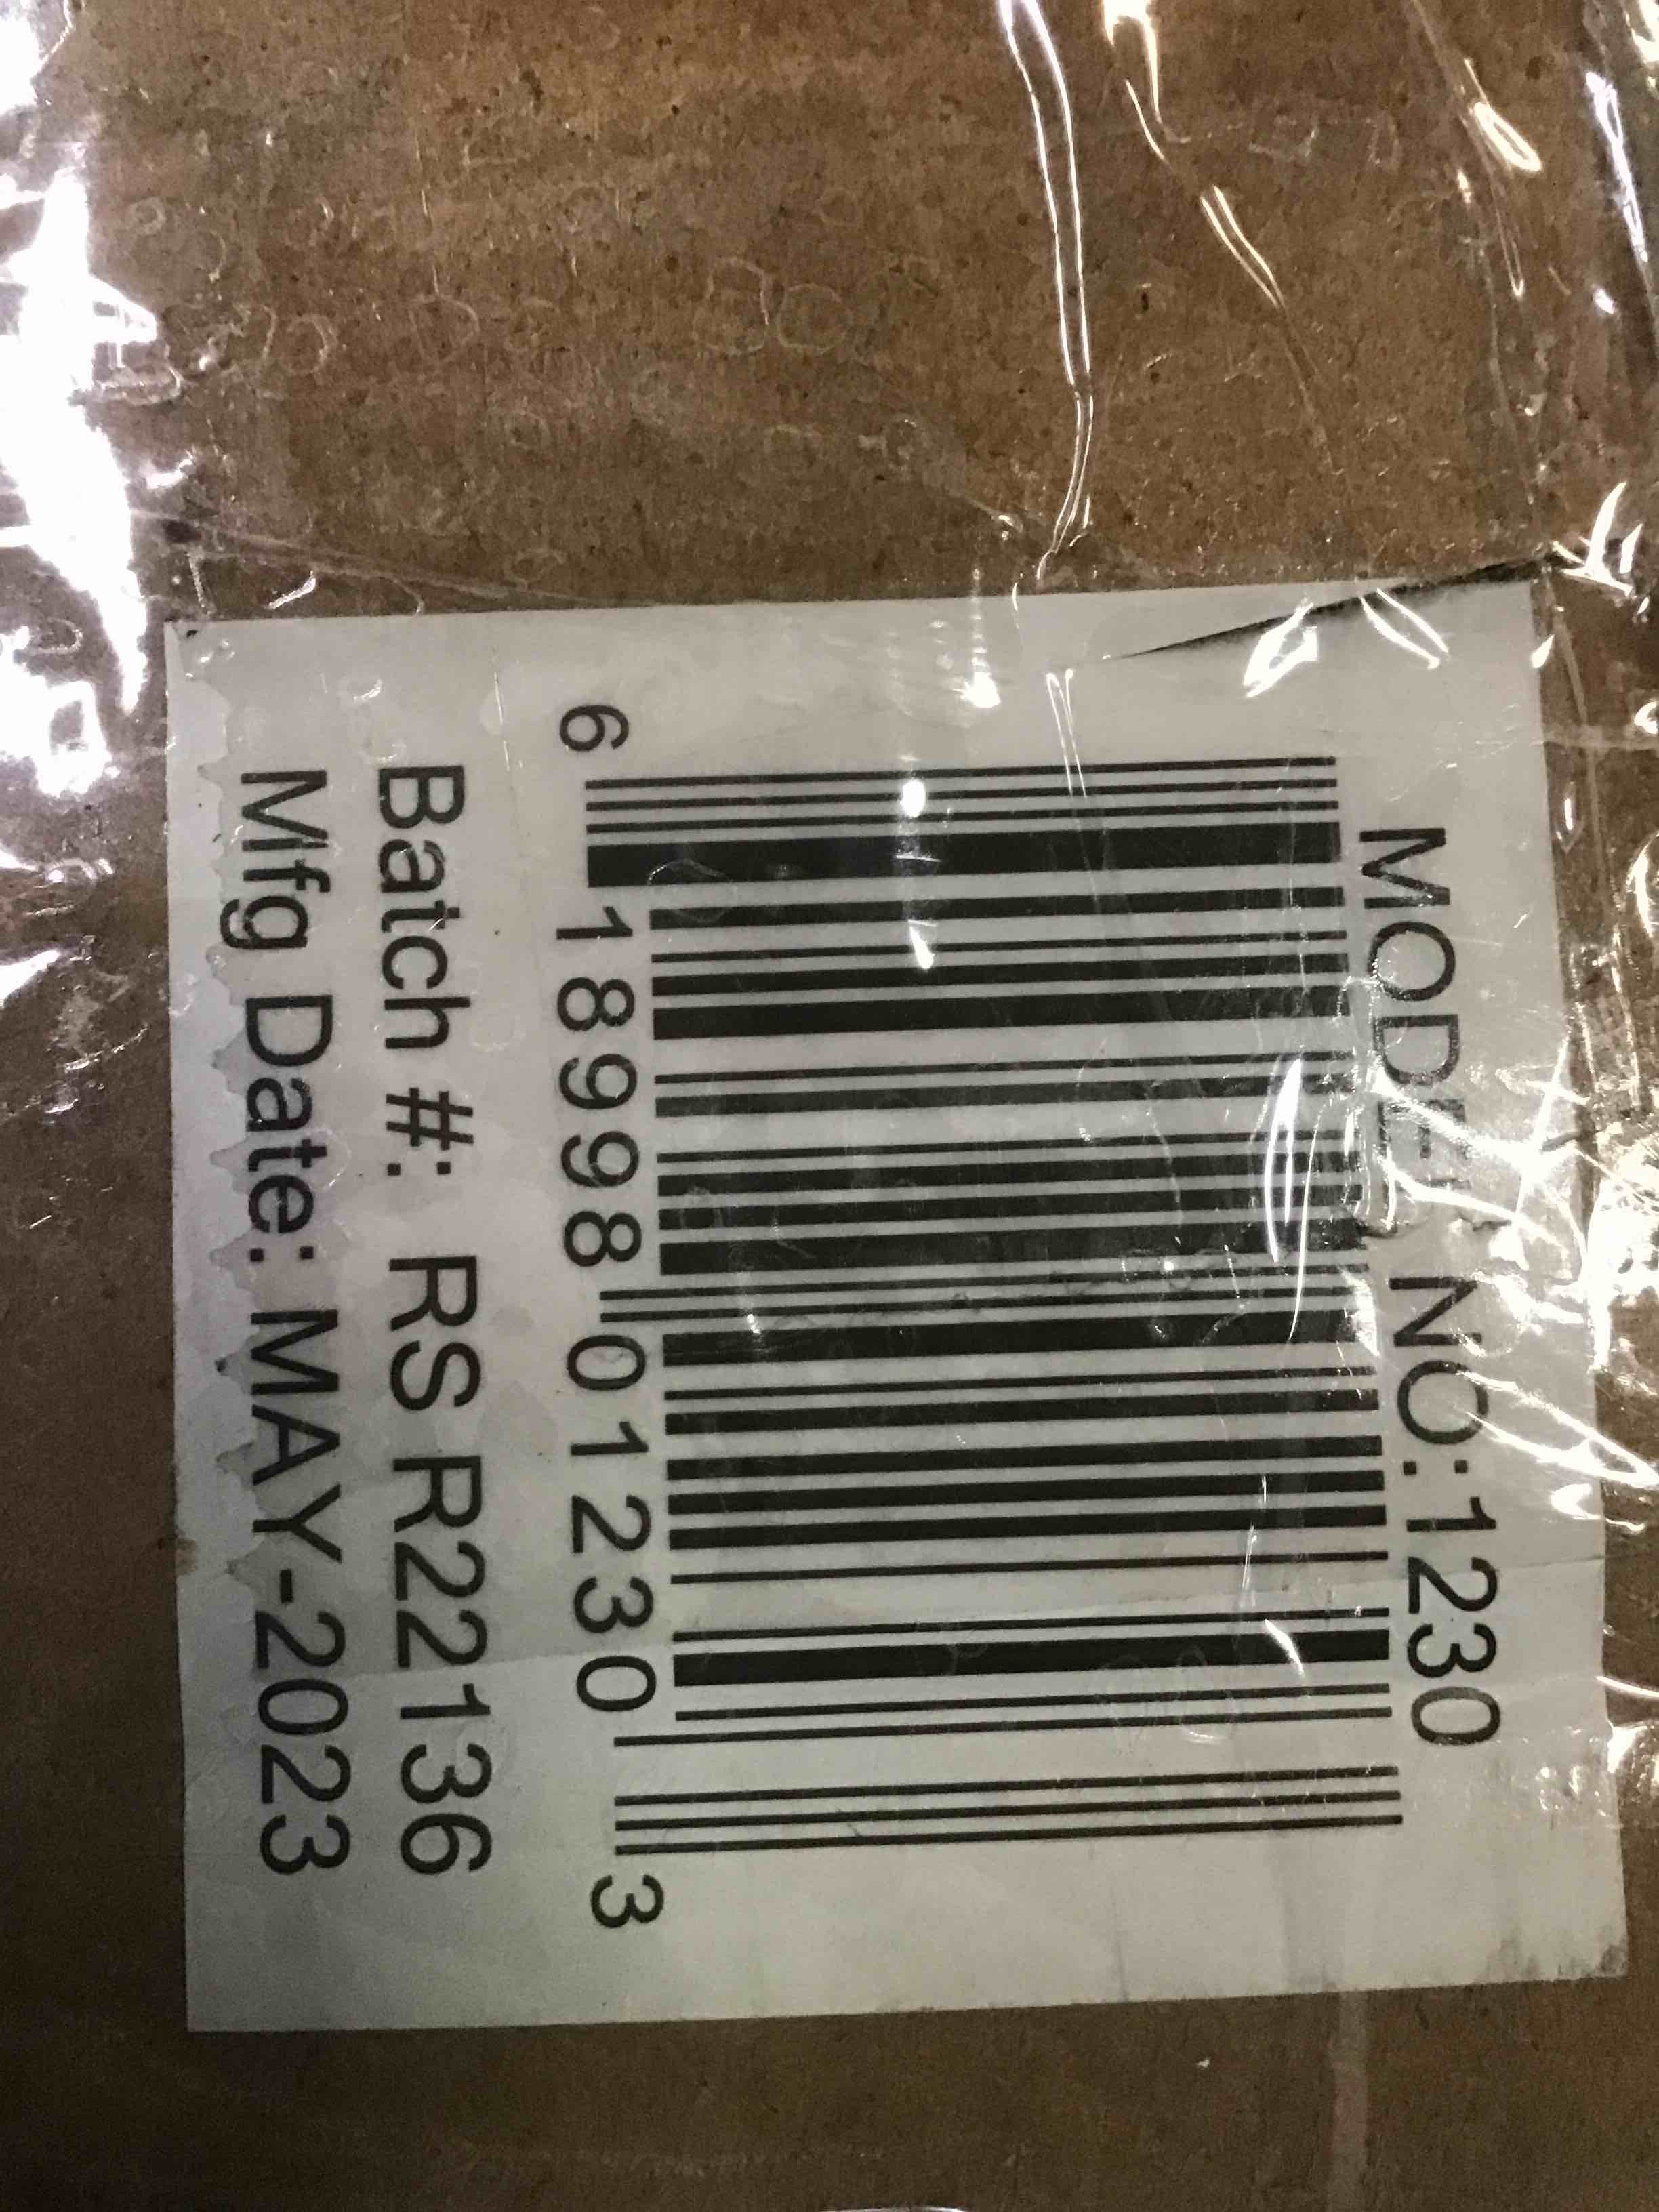 MODEL NO:1230
6 18998 01230 3
Batch #: RS R22136
Mfg Date: MAY-2023